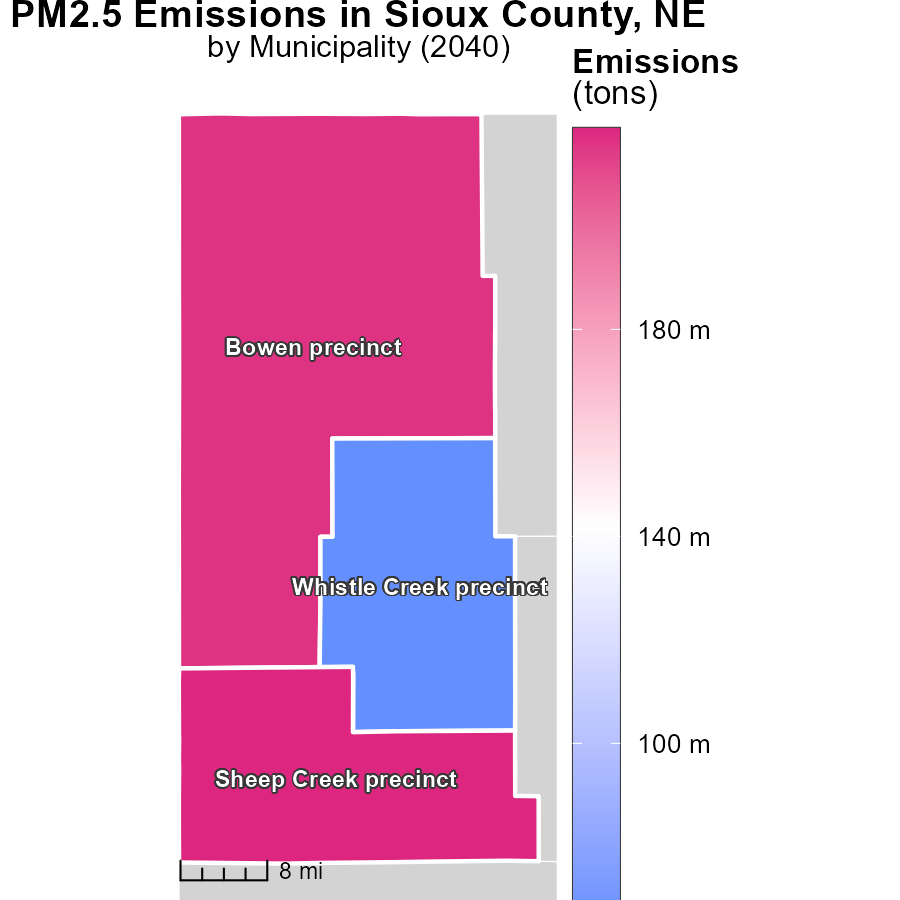 PM2.5 Emissions in Sioux County, NE
by Municipality (2040)
Emissions
(tons)
180 m
140 m
100 m
Bowen precinct
Whistle Creek precinct
Sheep Creek precinct
8 mi